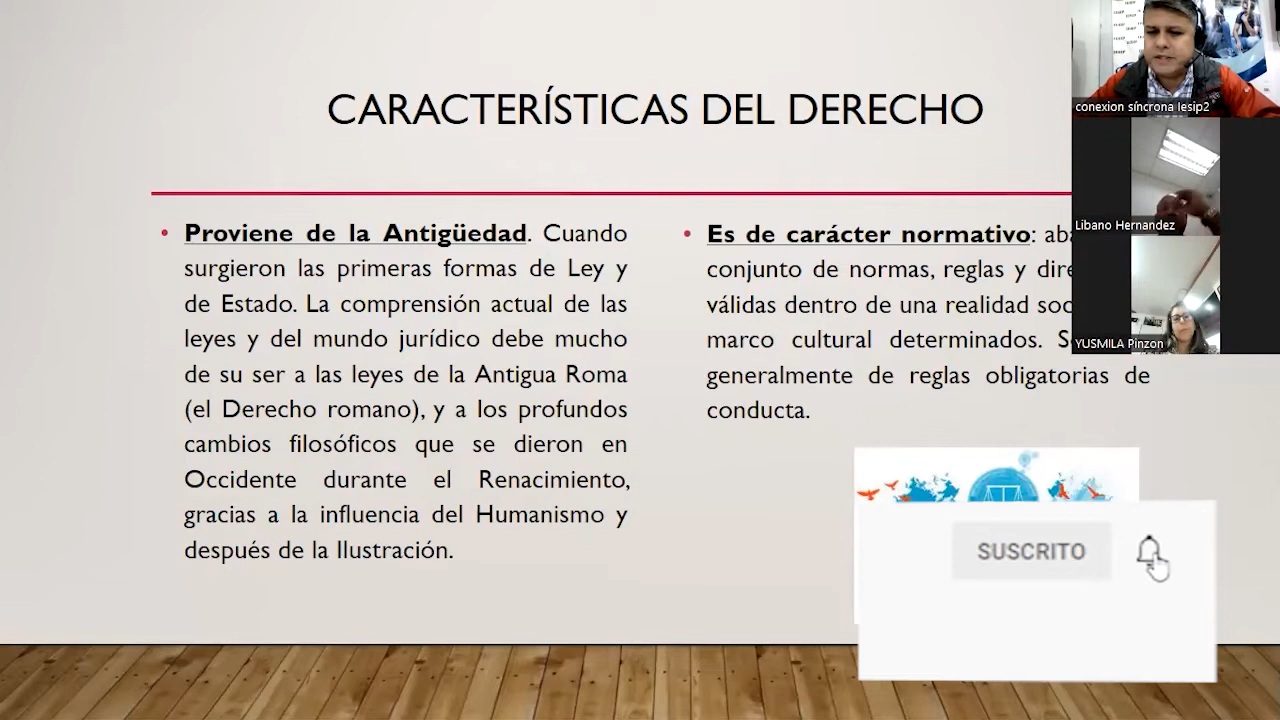 CARACTERÍSTICAS DEL DERECHO
• Proviene de la Antigüedad. Cuando
surgieron las primeras formas de Ley y
de Estado. La comprensión actual de las
leyes y del mundo jurídico debe mucho
de su ser a las leyes de la Antigua Roma
(el Derecho romano), y a los profundos
cambios filosóficos que se dieron en
Occidente durante el Renacimiento,
gracias a la influencia del Humanismo y
después de la Ilustración.
• Es de carácter normativo:
conjunto de normas, reglas y
válidas dentro de una realidad
marco cultural determinados.
generalmente de reglas obligatorias de
conducta.
conexion síncrona Iesip2
Libano Hernandez
YUSMILA Pinzon
SUSCRITO